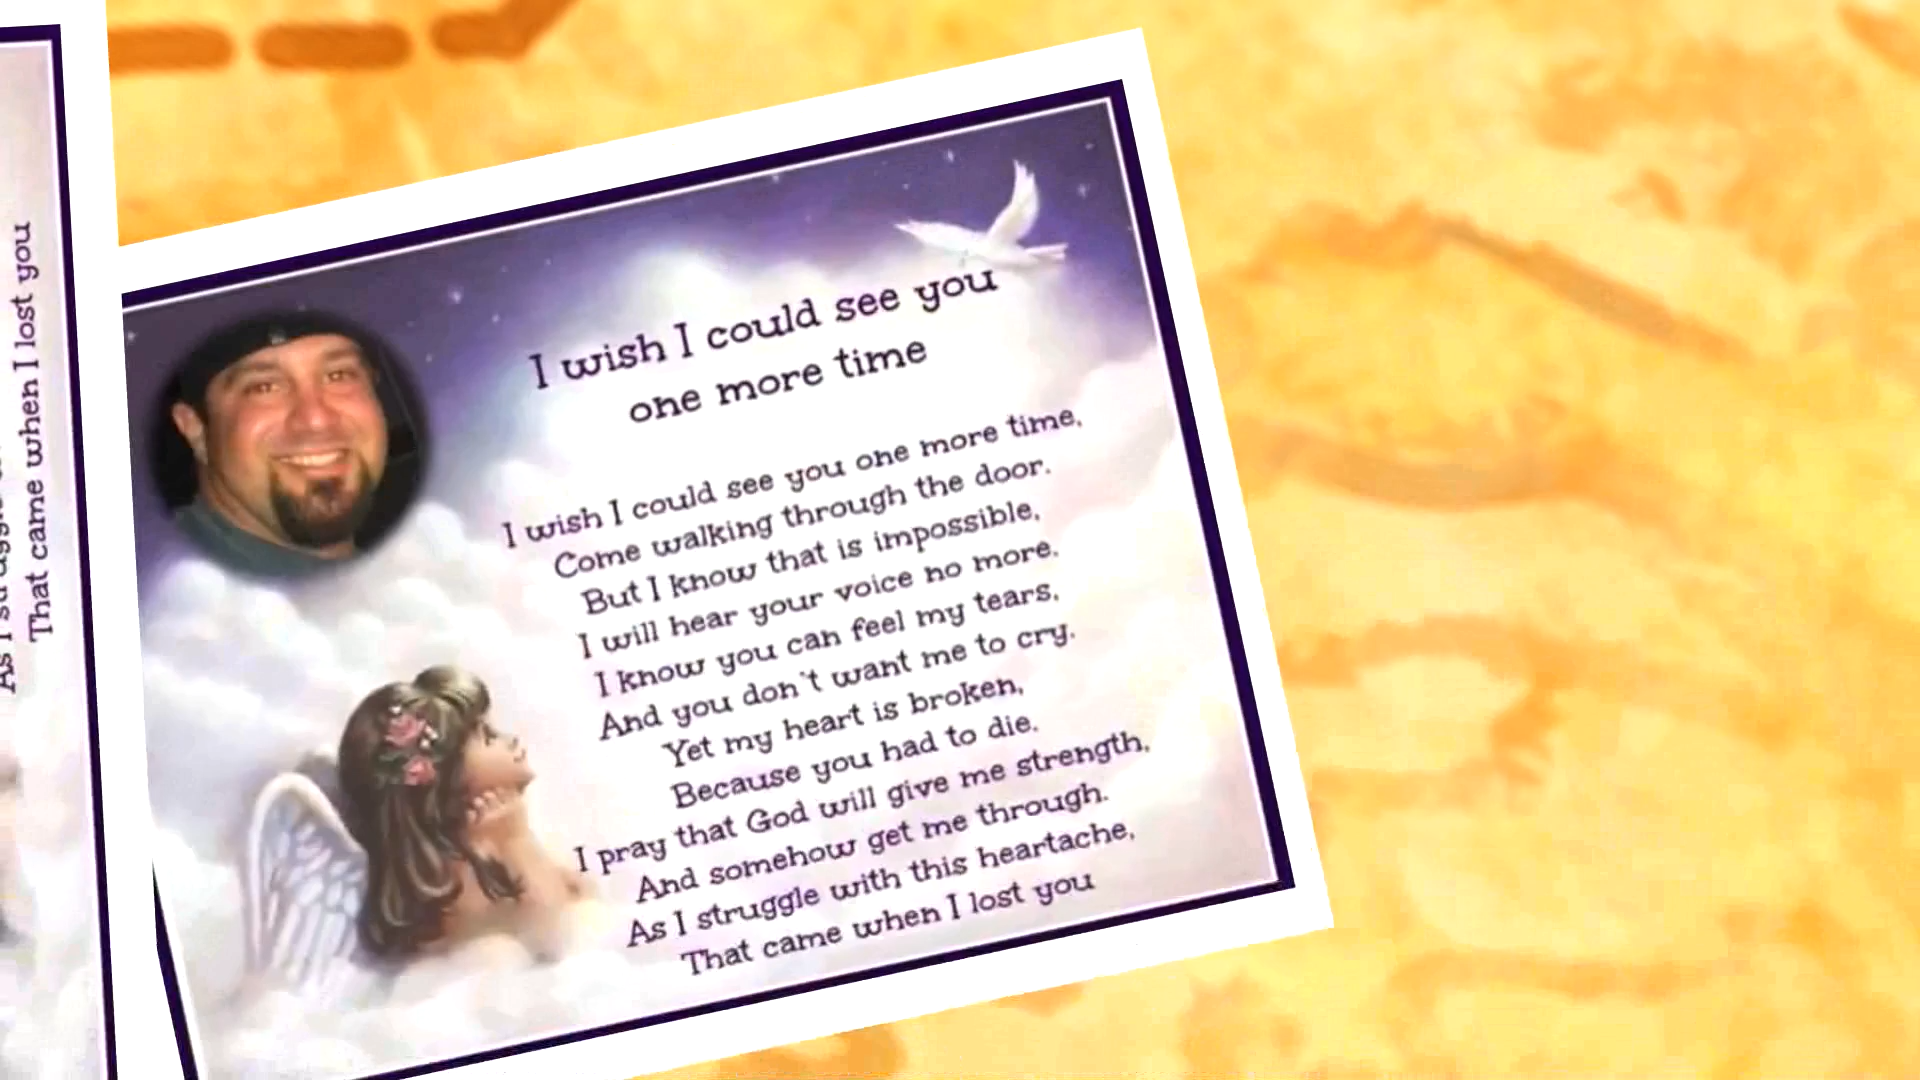 As I
That came when I lost you
I wish I could see you
one more time
I wish I could see you one more time,
Come walking through the door.
But I know that is impossible,
I will hear your voice no more.
I know you can feel my tears,
And you don't want me to cry.
Yet my heart is broken,
Because you had to die.
I pray that God will give me strength,
And somehow get me through.
As I struggle with this heartache,
That came when I lost you